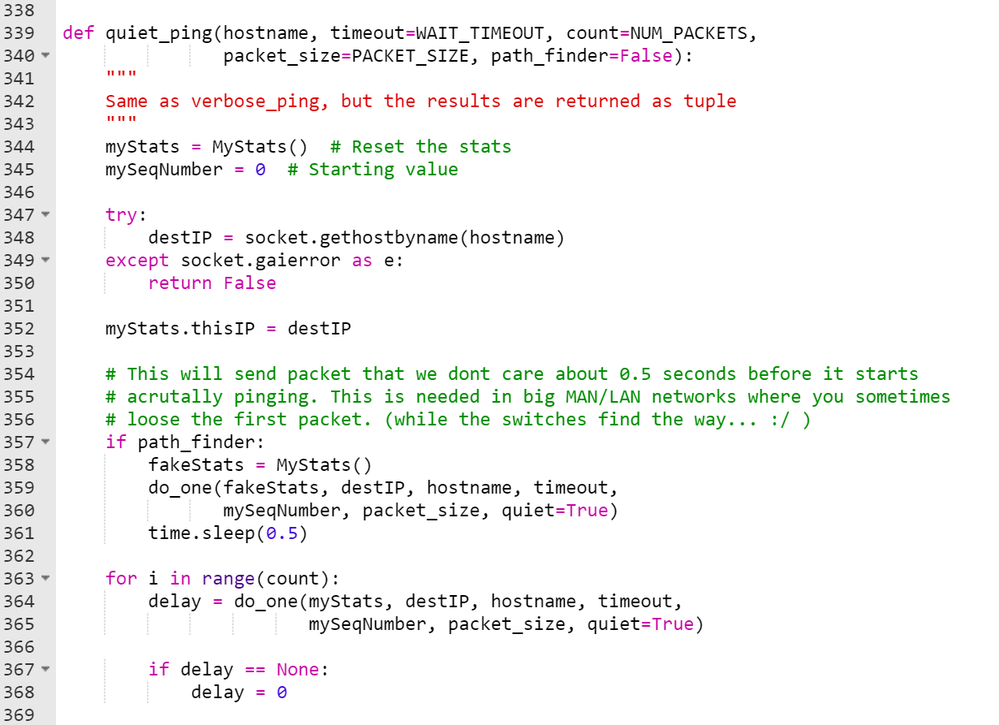 338
339 def quiet_ping(hostname, timeout=WAIT_TIMEOUT, count=NUM_PACKETS,
340 packet_size=PACKET_SIZE, path_finder=False):
341 """
342 Same as verbose_ping, but the results are returned as tuple
343 """
344 myStats = MyStats()  # Reset the stats
345 mySeqNumber = 0  # Starting value
346
347 try:
348 destIP = socket.gethostbyname(hostname)
349 except socket.gaierror as e:
350 return False
351
352 myStats.thisIP = destIP
353
354 # This will send packet that we dont care about 0.5 seconds before it starts
355 # acrutally pinging. This is needed in big MAN/LAN networks where you sometimes
356 # loose the first packet. (while the switches find the way... :/ )
357 if path_finder:
358 fakeStats = MyStats()
359 do_one(fakeStats, destIP, hostname, timeout,
360 mySeqNumber, packet_size, quiet=True)
361 time.sleep(0.5)
362
363 for i in range(count):
364 delay = do_one(myStats, destIP, hostname, timeout,
365 mySeqNumber, packet_size, quiet=True)
366
367 if delay == None:
368 delay = 0
369